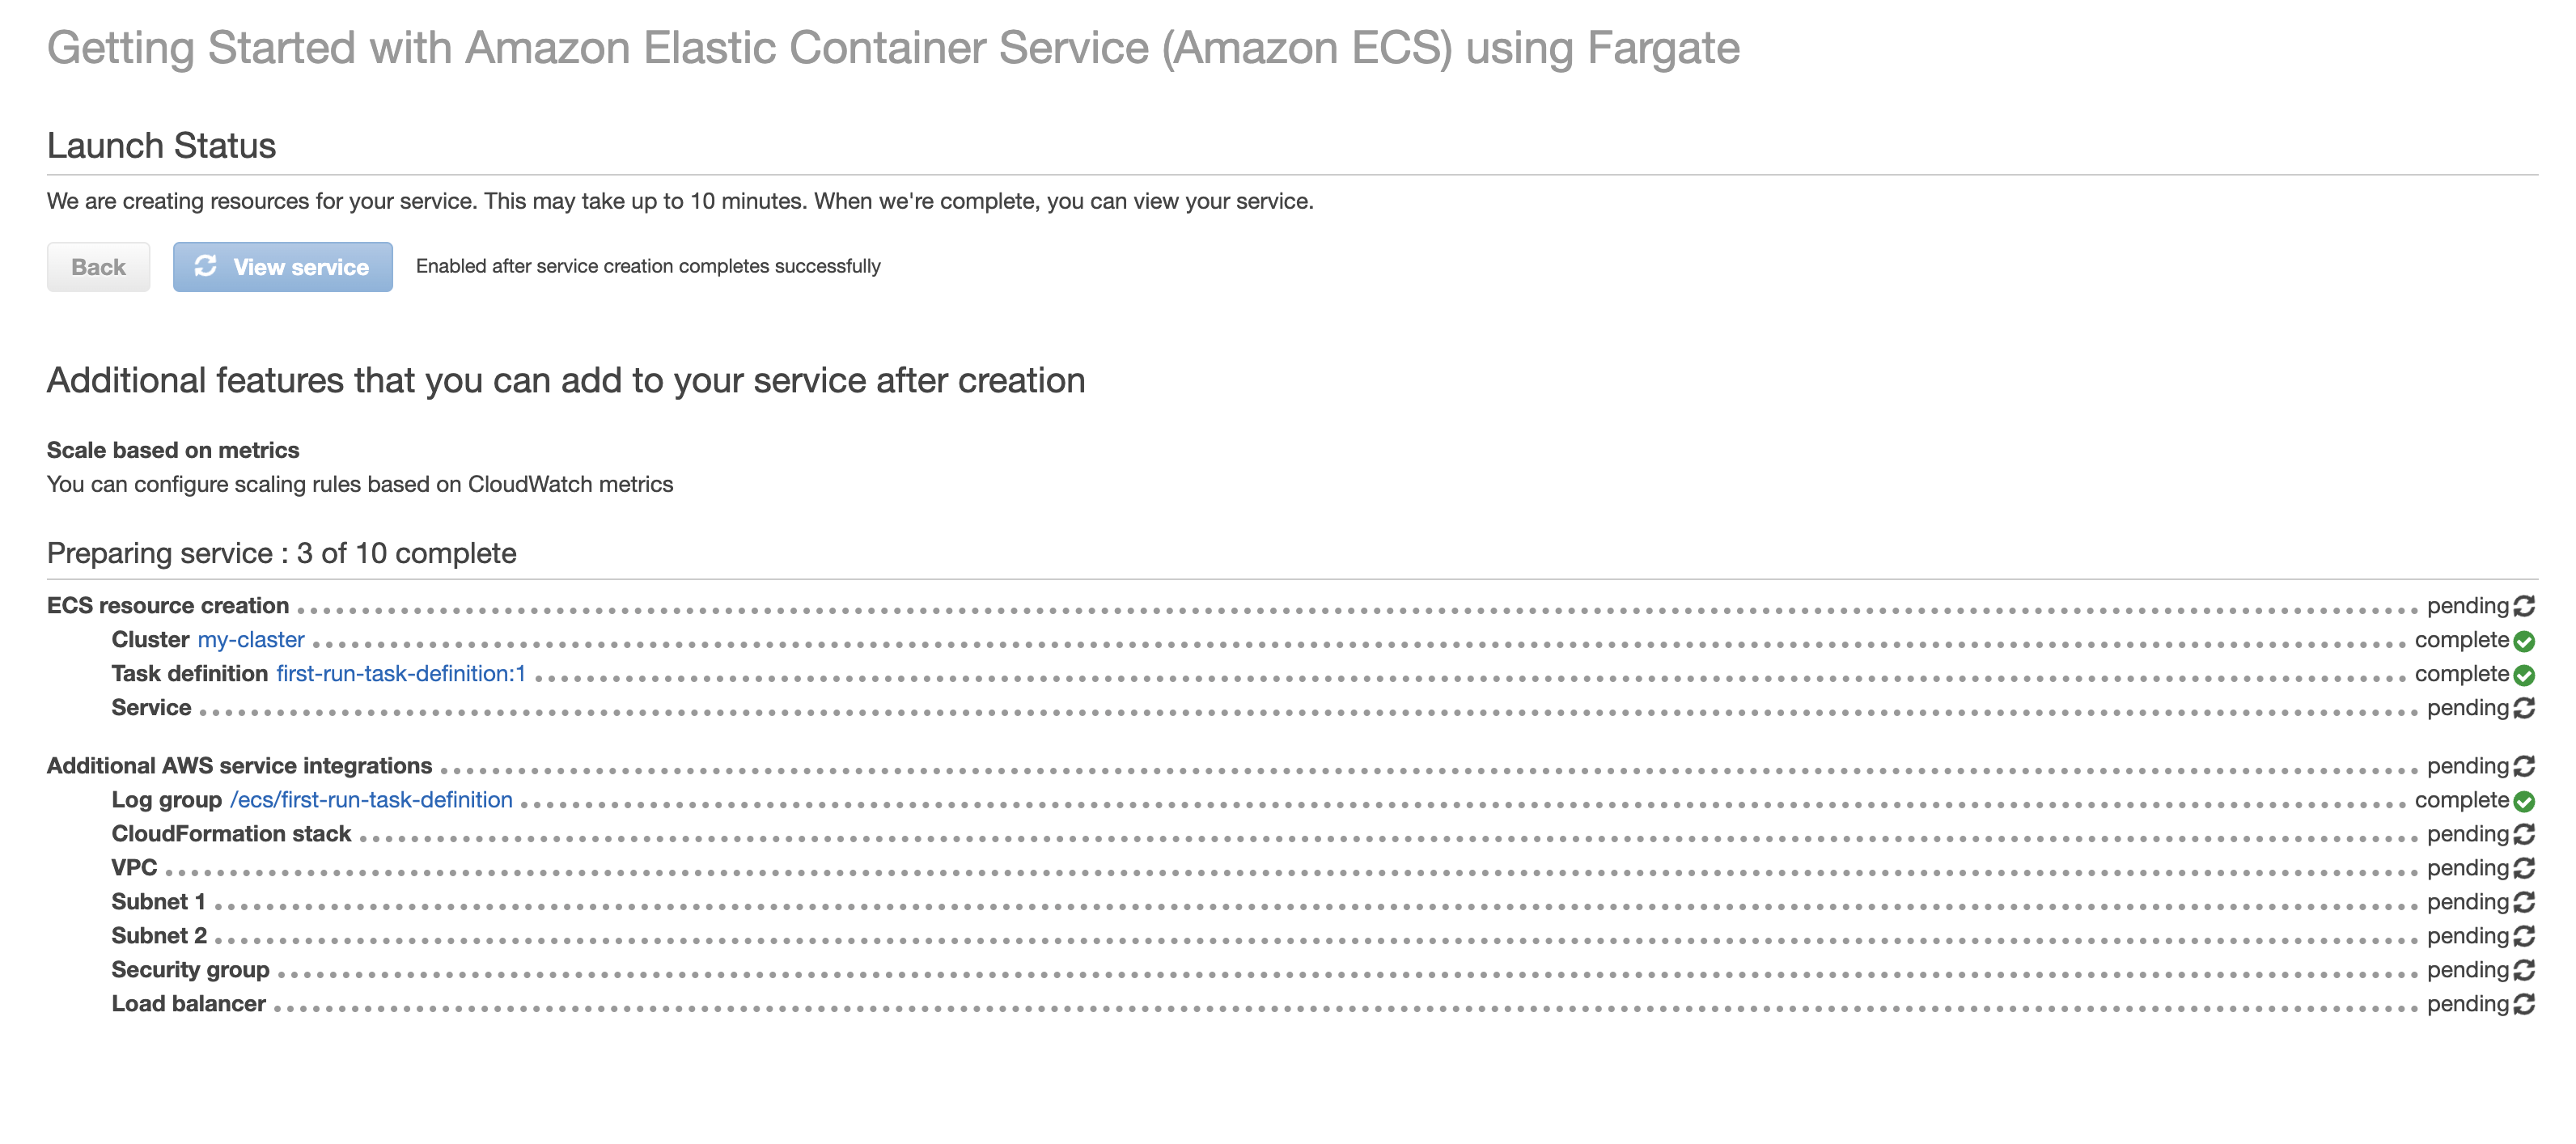 Getting Started with Amazon Elastic Container Service (Amazon ECS) using Fargate
Launch Status
We are creating resources for your service. This may take up to 10 minutes. When we're complete, you can view your service.
Back View service Enabled after service creation completes successfully
Additional features that you can add to your service after creation
Scale based on metrics
You can configure scaling rules based on CloudWatch metrics
Preparing service : 3 of 10 complete
ECS resource creation pending
Cluster my-claster complete
Task definition first-run-task-definition:1 complete
Service pending
Additional AWS service integrations pending
Log group /ecs/first-run-task-definition complete
CloudFormation stack pending
VPC pending
Subnet 1 pending
Subnet 2 pending
Security group pending
Load balancer pending